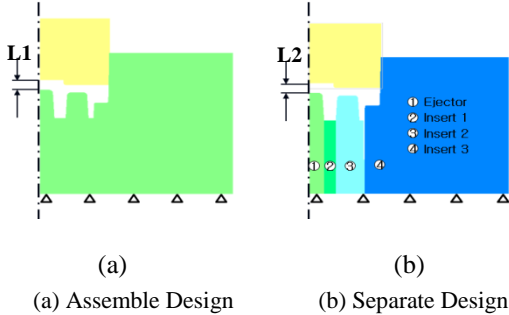 L1
L2
① Ejector
② Insert 1
③ Insert 2
④ Insert 3
① ② ③ ④
(a) (b)
(a) Assemble Design (b) Separate Design